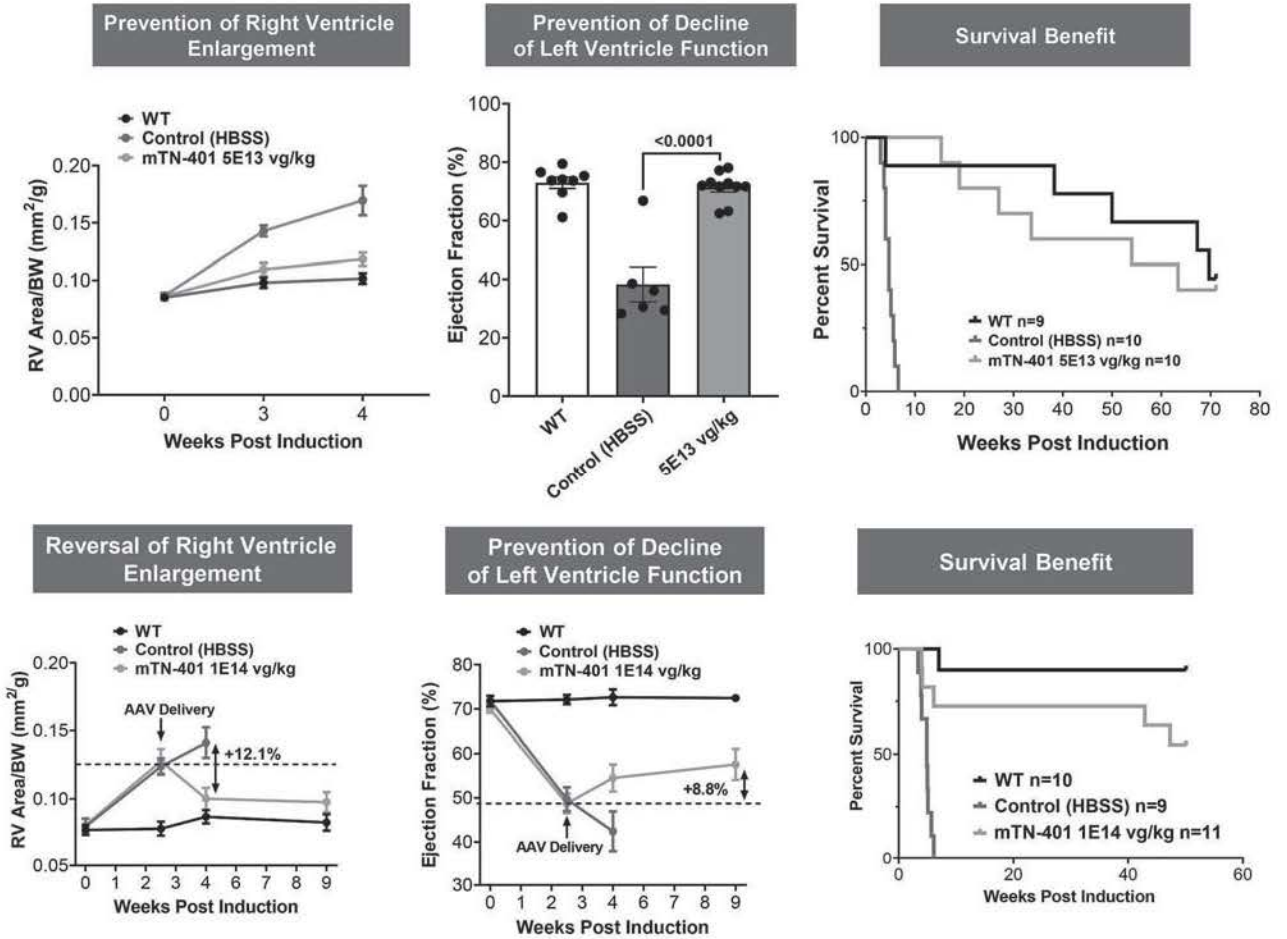 Prevention of Right Ventricle
Enlargement
WT
Control (HBSS)
mTN-401 5E13 vg/kg
RV Area/BW (mm²/g)
0.20
0.15
0.10
0.05
0.00
0 3 4
Weeks Post Induction
Prevention of Decline
of Left Ventricle Function
Ejection Fraction (%)
100
80
60
40
20
0
<0.0001
WT
Control (HBSS)
5E13 vg/kg
Survival Benefit
Percent Survival
100
50
0
WT n=9
Control (HBSS) n=10
mTN-401 5E13 vg/kg n=10
0 10 20 30 40 50 60 70 80
Weeks Post Induction
Reversal of Right Ventricle
Enlargement
WT
Control (HBSS)
mTN-401 1E14 vg/kg
RV Area/BW (mm²/g)
0.20
0.15
0.10
0.05
AAV Delivery
+12.1%
0 1 2 3 4 6 7 8 9
Weeks Post Induction
Prevention of Decline
of Left Ventricle Function
WT
Control (HBSS)
mTN-401 1E14 vg/kg
Ejection Fraction (%)
80
70
60
50
40
30
+8.8%
AAV Delivery
0 1 2 3 4 6 7 8 9
Weeks Post Induction
Survival Benefit
Percent Survival
100
50
0
WT n=10
Control (HBSS) n=9
mTN-401 1E14 vg/kg n=11
0 20 40 60
Weeks Post Induction